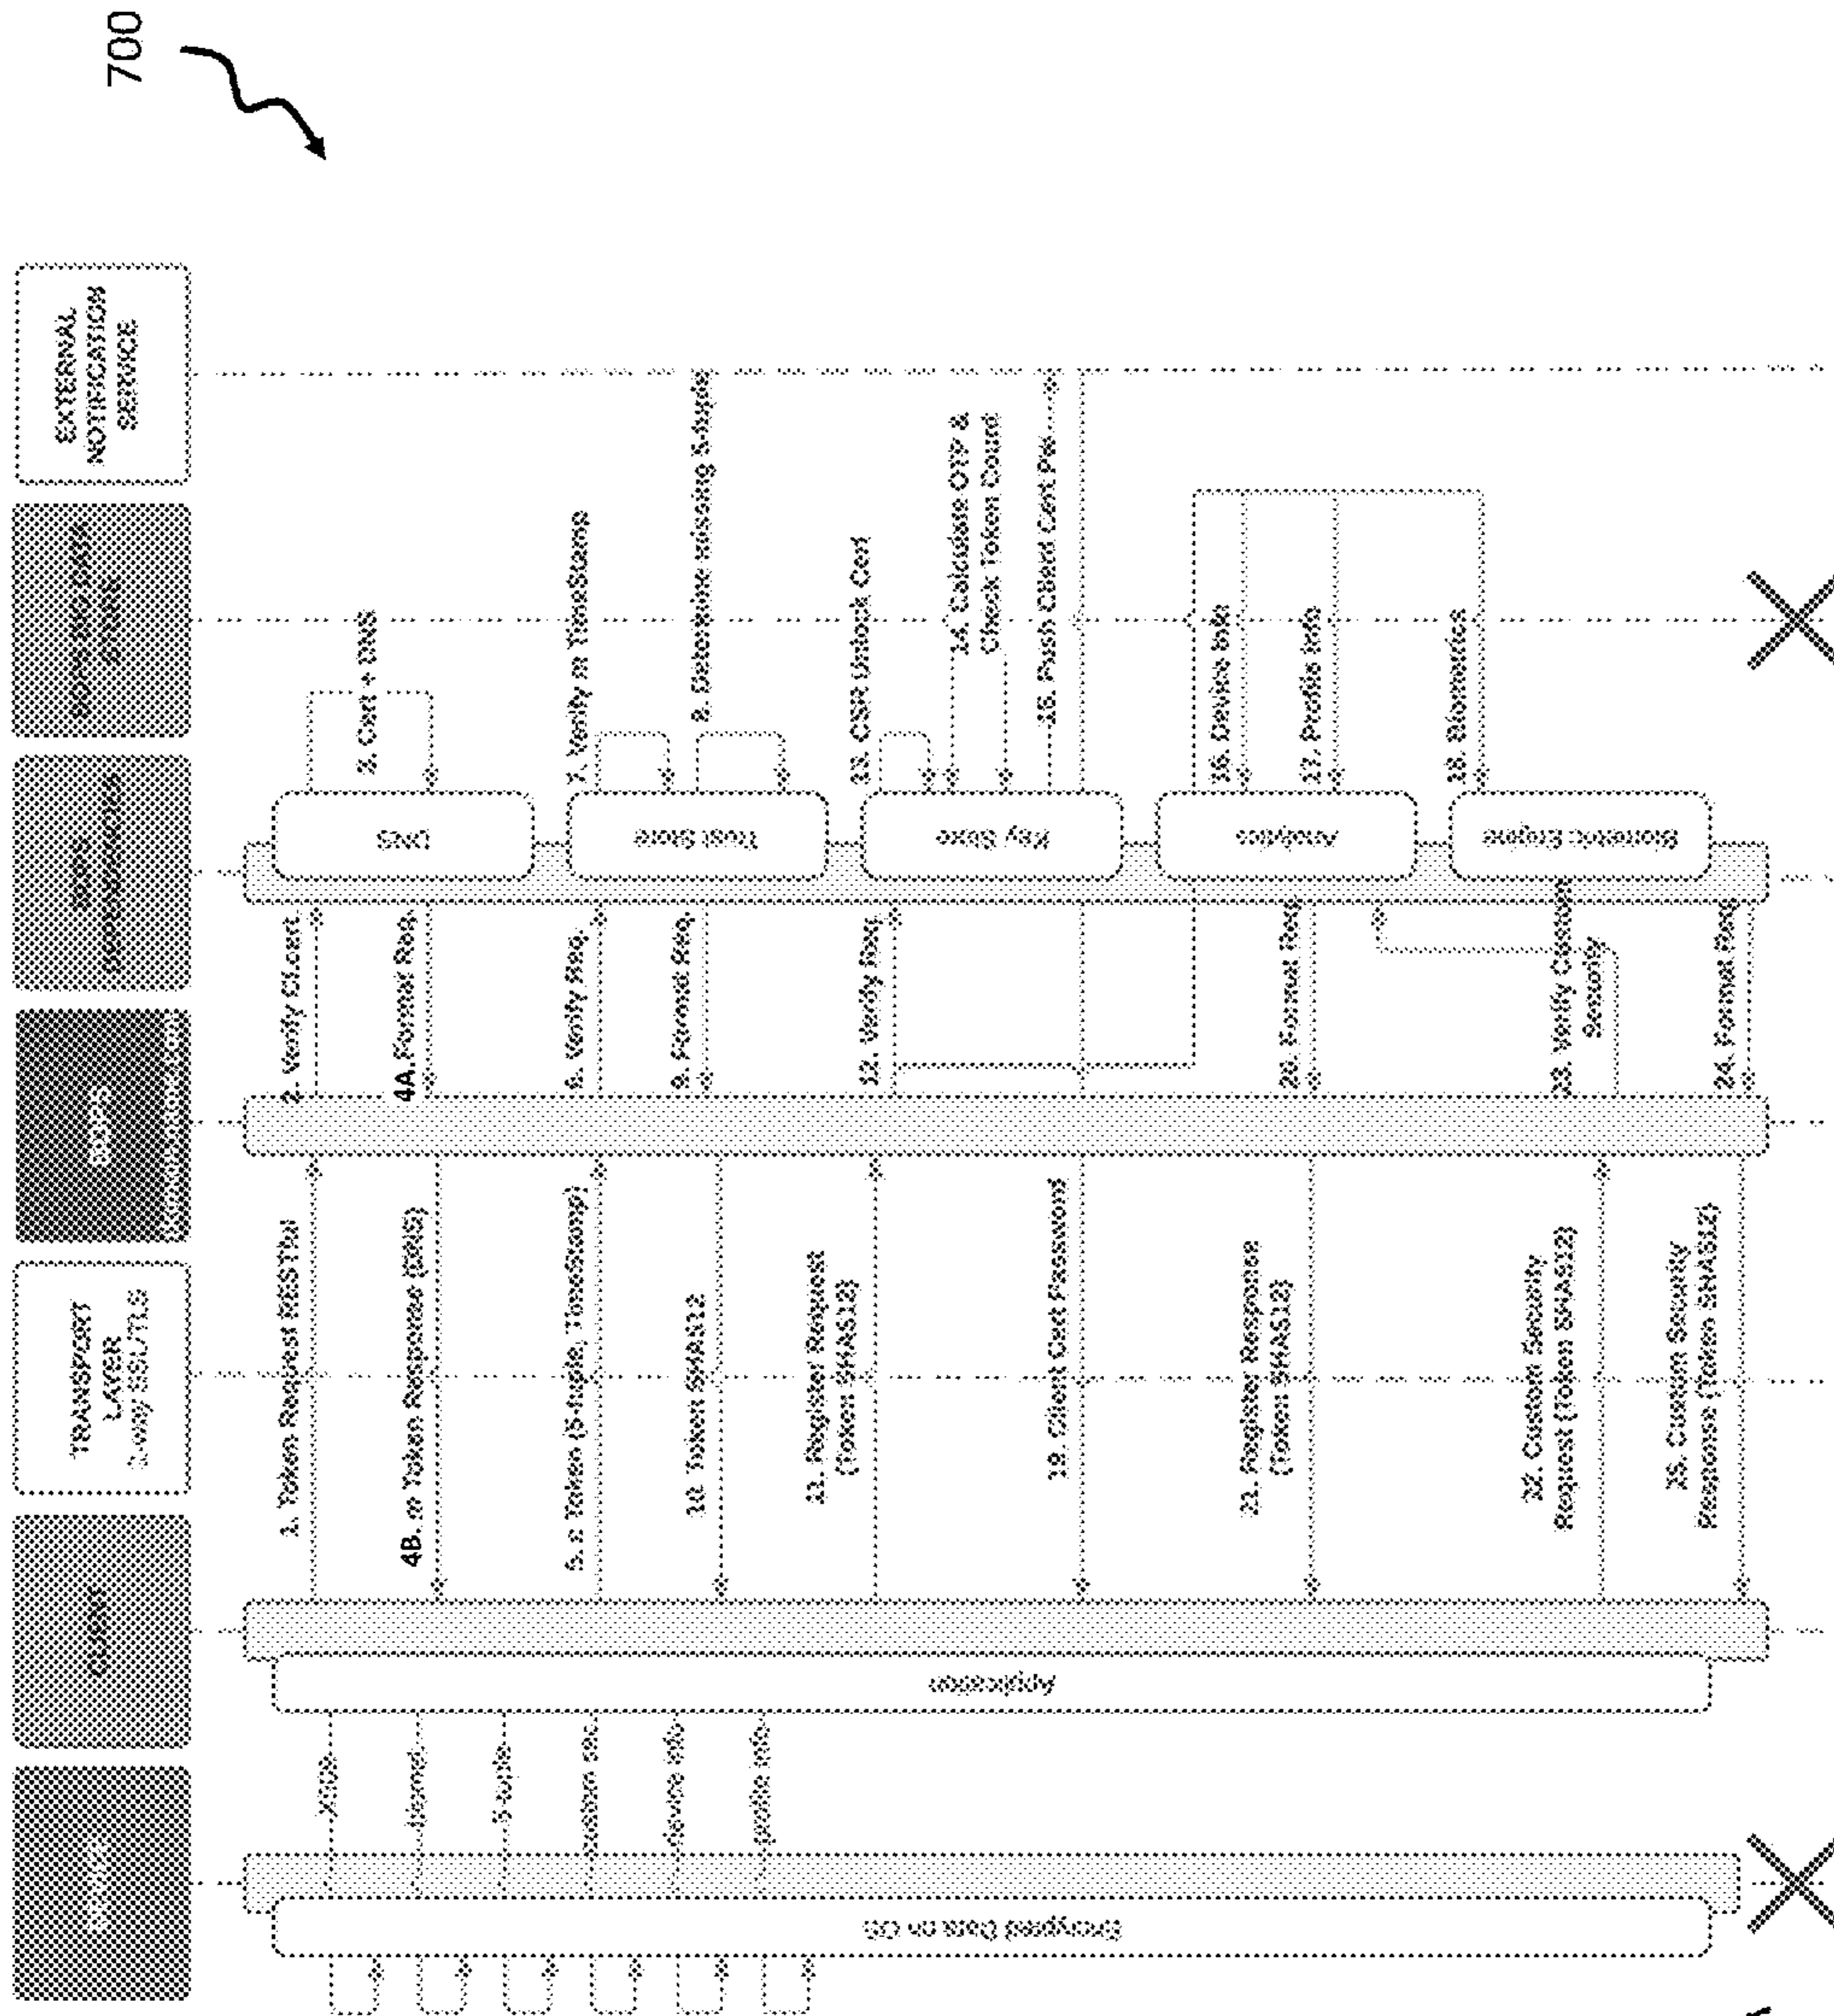 700
EXTERNAL
NOTIFICATION
SERVICE
BOPS
TRANSPORT
LAYER
2-way SSL/TLS
CLIENT
1. Token Request RESTful
2. Verify Cl.cert
3. Cert + DNS
4A. Format Req.
4B. m Token Response (DNS)
5. n Token (5-tuple, TimeStamp)
6. Verify Req.
7. Verify m TimeStamp
8. Determine missing 5-tuple
9. Format Req.
10. Token SHA512
11. Register Request
(Token SHA512)
12. Verify Req.
13. CSR Unlock Cert
14. Calculate OTP &
Check Token Count
15. Push Client Cert
16. Device Info
17. Profile Info
18. Biometrics
19. Client Cert Password
20. Format Req.
21. Register Response
(Token SHA512)
22. Custom Security
Request (Token SHA512)
23. Verify Custom
Security
24. Format Req.
25. Custom Security
Response (Token SHA512)
DNS
Trust Store
Key Store
Analytics
Biometric Engine
Application
5-tuple
device info
profile info
Encrypted Data on OS